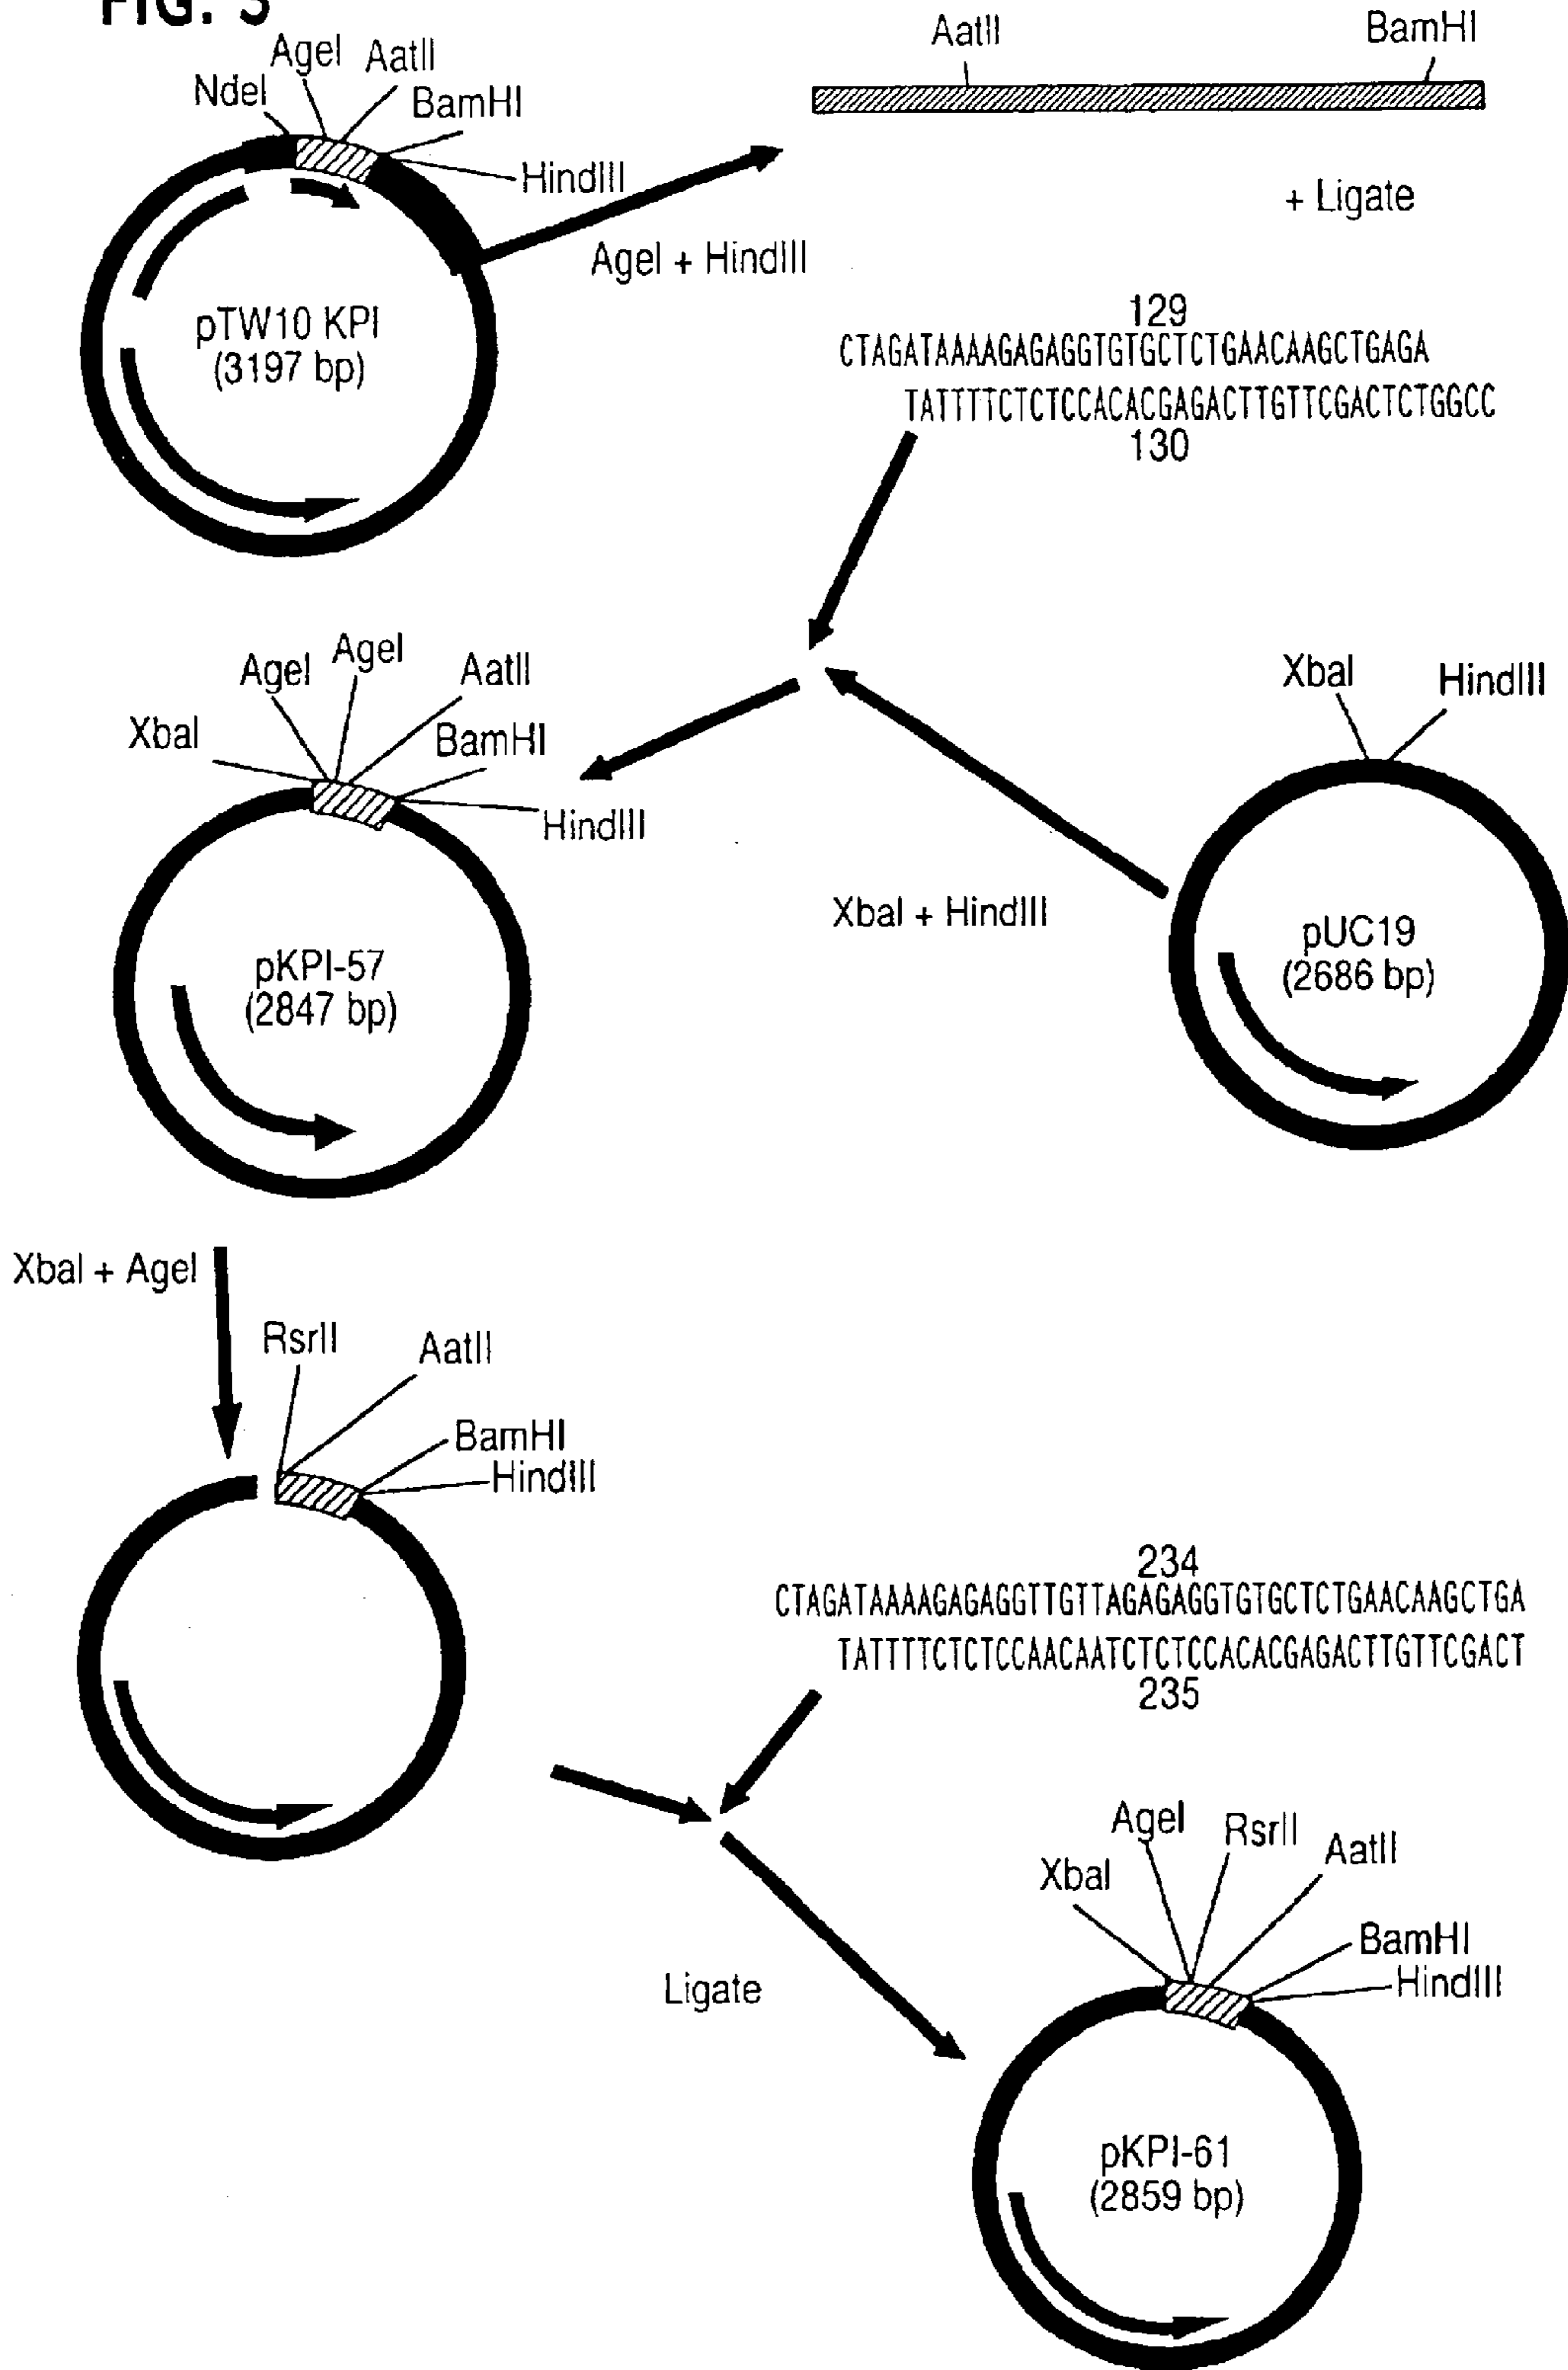 FIG. 3
AatII
BamHI
AgeI
AatII
NdeI
BamHI
HindIII
+ Ligate
AgeI + HindIII
pTW10 KPI
(3197 bp)
129
CTAGATAAAAGAGAGGTGTGCTCTGAACAAGCTGAGA
TATTTTCTCTCCACACGAGACTTGTTCGACTCTGGCC
130
AgeI
AgeI
AatII
XbaI
BamHI
HindIII
XbaI
HindIII
XbaI + HindIII
pKPI-57
(2847 bp)
pUC19
(2686 bp)
XbaI + AgeI
RsrII
AatII
BamHI
HindIII
234
CTAGATAAAAGAGAGGTTGTTAGAGAGGTGTGCTCTGAACAAGCTGA
TATTTTCTCTCCAACAATCTCTCCACACGAGACTTGTTCGACT
235
AgeI
RsrII
AatII
XbaI
BamHI
HindIII
Ligate
pKPI-61
(2859 bp)